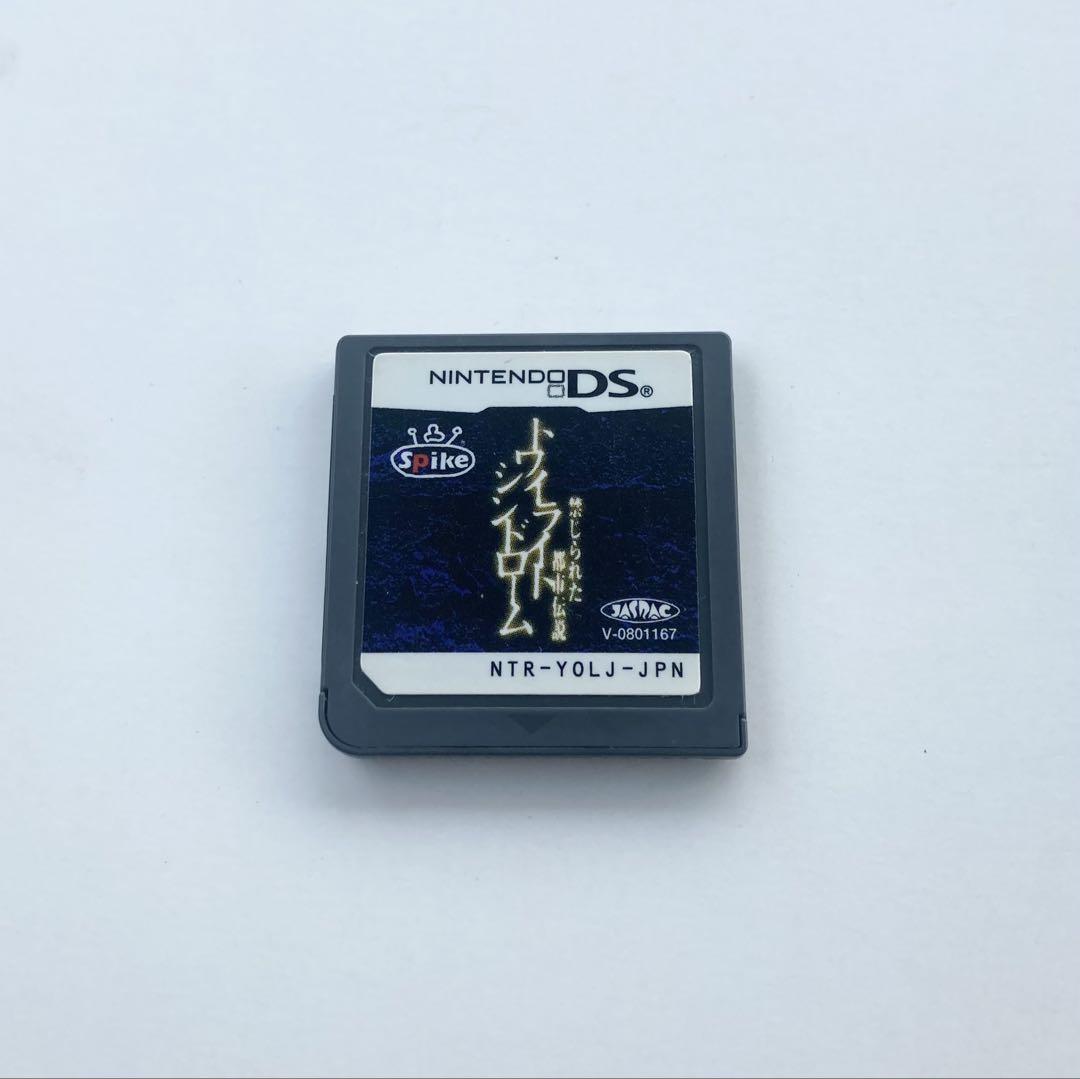 NINTENDO DS®
Spike
トワイライト
シンドローム
禁じられた
都市伝説
JASRAC
V-0801167
NTR-YOLJ-JPN